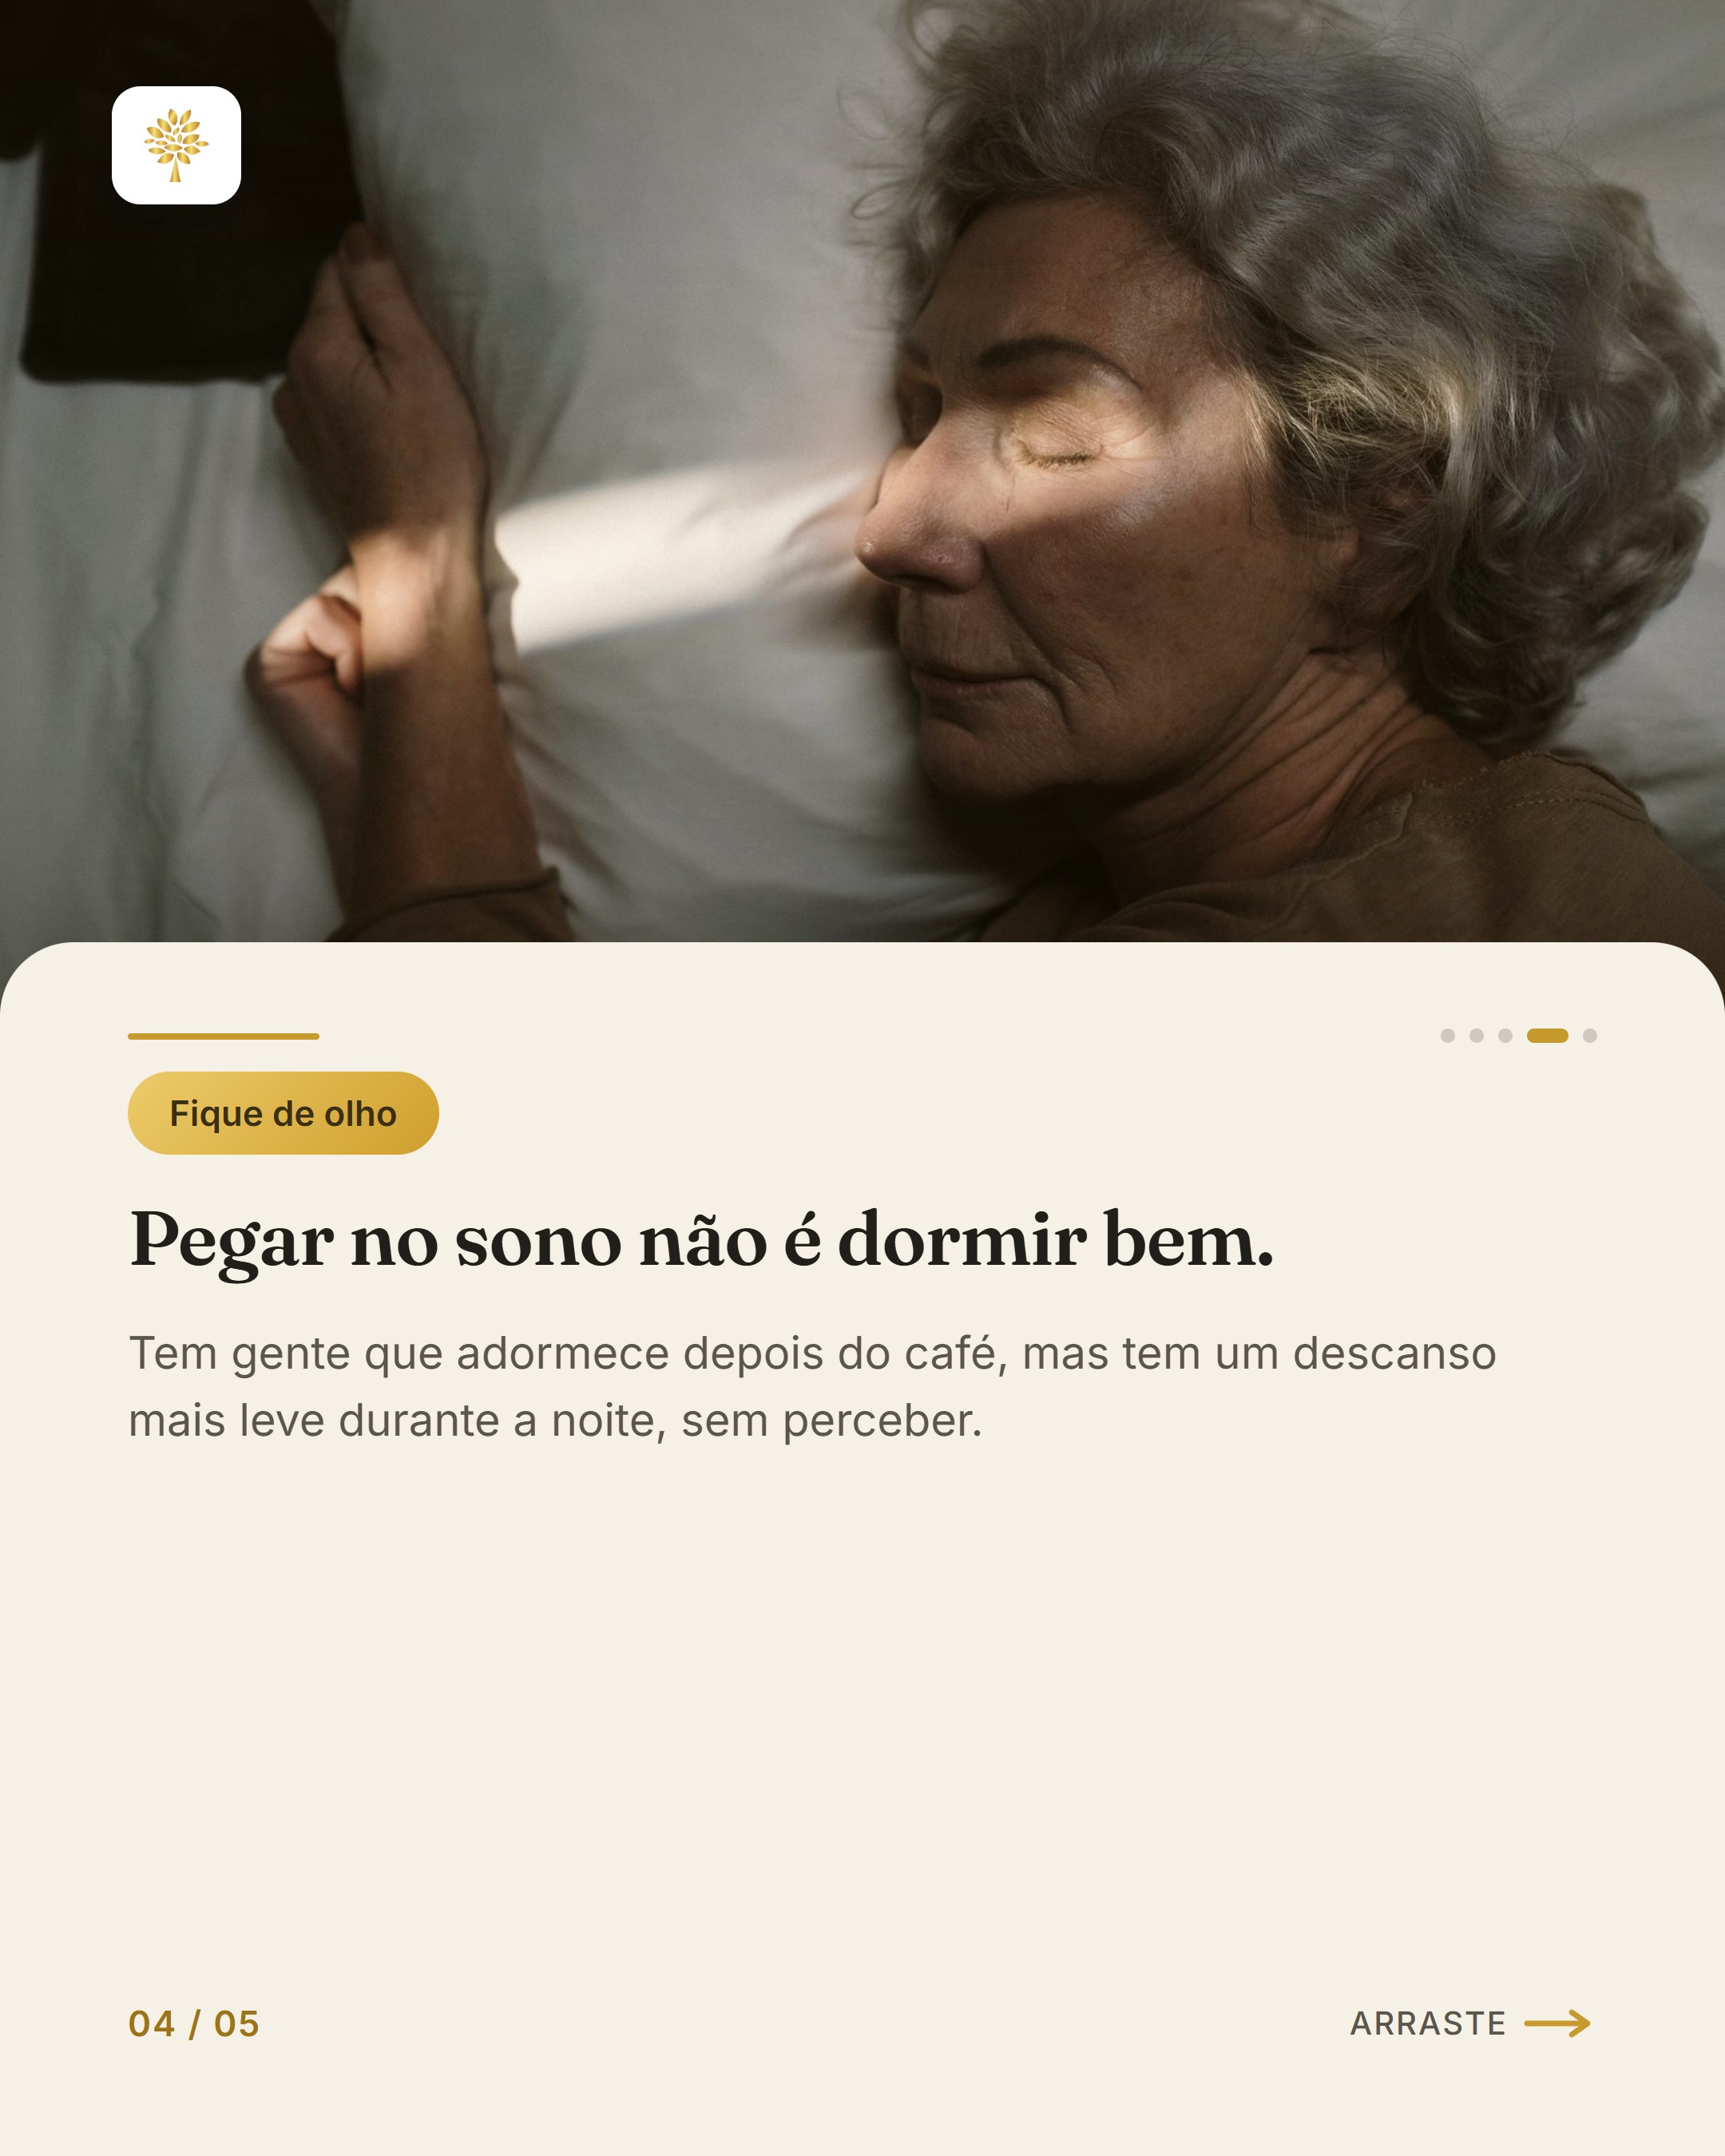 Fique de olho
Pegar no sono não é dormir bem.
Tem gente que adormece depois do café, mas tem um descanso
mais leve durante a noite, sem perceber.
04 / 05
ARRASTE